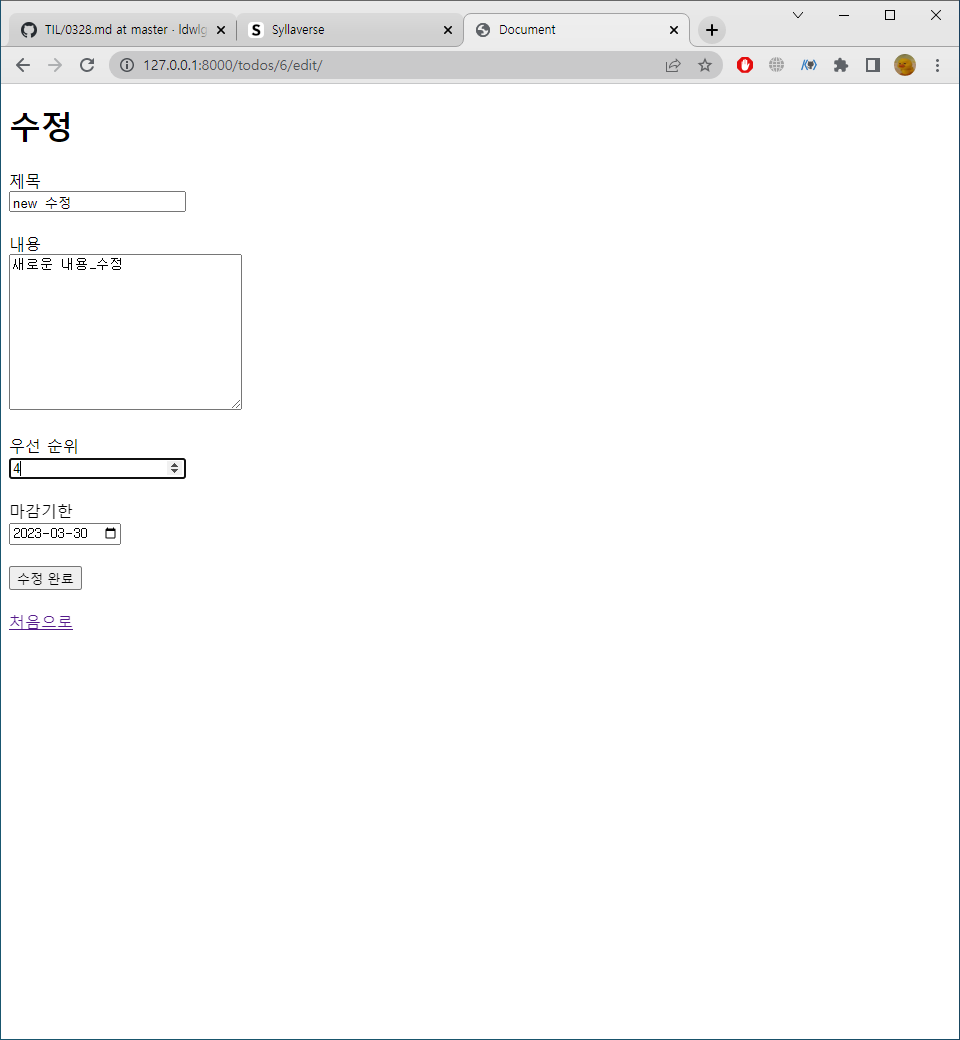 TIL/0328.md at master · ldwlg
Syllaverse
Document
127.0.0.1:8000/todos/6/edit/
수정
제목
new 수정
내용
새로운 내용_수정
우선 순위
4
마감기한
2023-03-30
수정 완료
처음으로